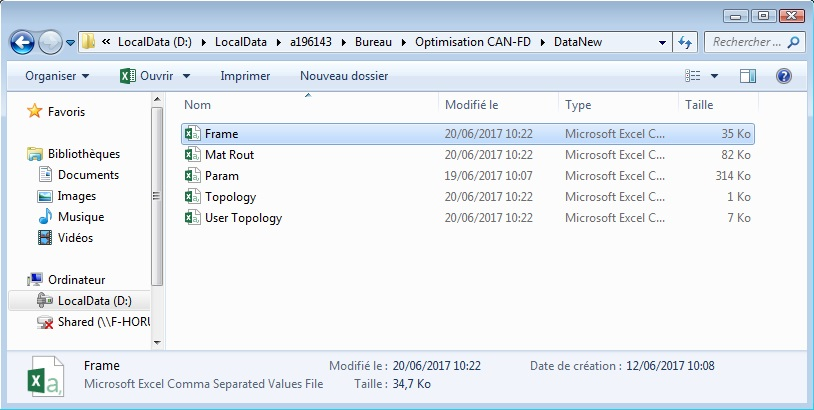 LocalData (D:) LocalData a196143 Bureau Optimisation CAN-FD DataNew Rechercher ...
Organiser Ouvrir Imprimer Nouveau dossier
Nom Modifié le Type Taille
Favoris
Bibliothèques
Documents
Images
Musique
Vidéos
Ordinateur
LocalData (D:)
Shared (\\F-HORU
Frame 20/06/2017 10:22 Microsoft Excel C... 35 Ko
Mat Rout 20/06/2017 10:22 Microsoft Excel C... 82 Ko
Param 19/06/2017 10:07 Microsoft Excel C... 314 Ko
Topology 20/06/2017 10:22 Microsoft Excel C... 1 Ko
User Topology 20/06/2017 10:22 Microsoft Excel C... 7 Ko
Frame Modifié le : 20/06/2017 10:22 Date de création : 12/06/2017 10:08
Microsoft Excel Comma Separated Values File Taille : 34,7 Ko